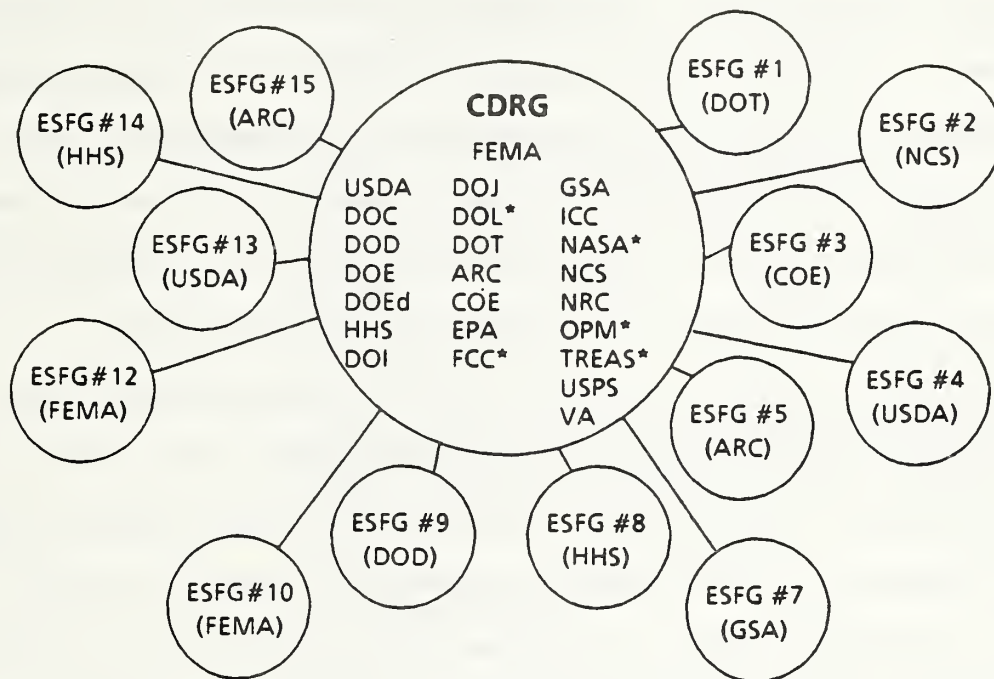 CDRG
FEMA
USDA DOJ GSA
DOC DOL* ICC
DOD DOT NASA*
DOE ARC NCS
DOEd COE NRC
HHS EPA OPM*
DOI FCC* TREAS*
USPS
VA
ESFG #1
(DOT)
ESFG #2
(NCS)
ESFG #3
(COE)
ESFG #4
(USDA)
ESFG #5
(ARC)
ESFG #7
(GSA)
ESFG #8
(HHS)
ESFG #9
(DOD)
ESFG#10
(FEMA)
ESFG#12
(FEMA)
ESFG#13
(USDA)
ESFG#14
(HHS)
ESFG#15
(ARC)